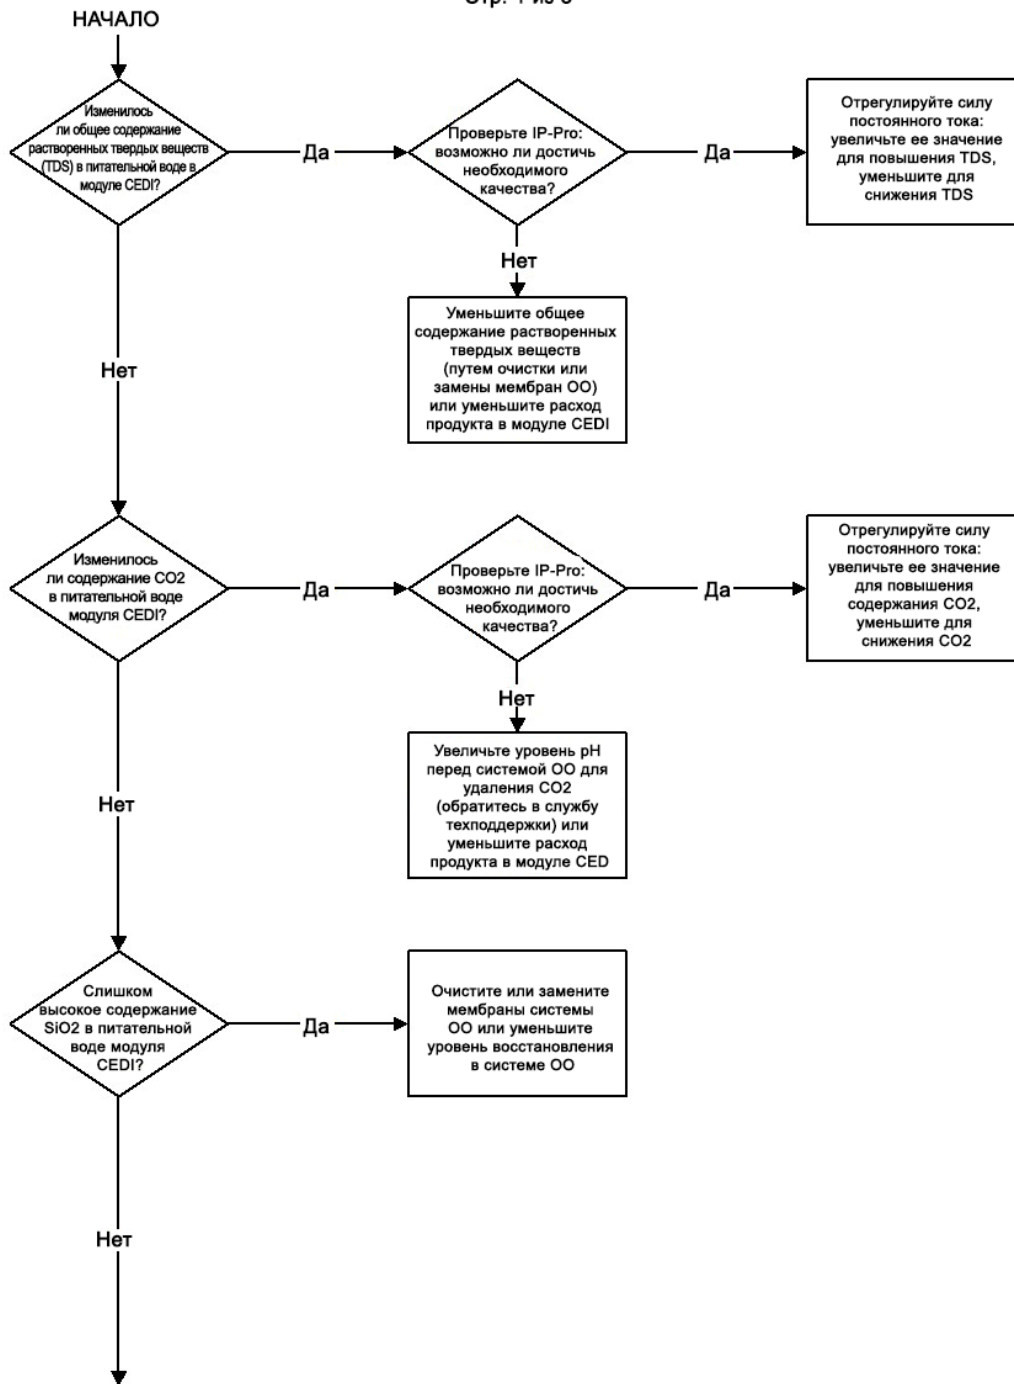 НАЧАЛО
Изменилось
ли общее содержание
растворенных твердых веществ
(TDS) в питательной воде в
модуле CEDI?
Да
Проверьте IP-Pro:
возможно ли достичь
необходимого
качества?
Да
Отрегулируйте силу
постоянного тока:
увеличьте ее значение
для повышения TDS,
уменьшите для
снижения TDS
Нет
Уменьшите общее
содержание растворенных
твердых веществ
(путем очистки или
замены мембран ОО)
или уменьшите расход
продукта в модуле CEDI
Нет
Изменилось
ли содержание CO2
в питательной воде
модуля CEDI?
Да
Проверьте IP-Pro:
возможно ли достичь
необходимого
качества?
Да
Отрегулируйте силу
постоянного тока:
увеличьте ее значение
для повышения
содержания CO2,
уменьшите для
снижения CO2
Нет
Увеличьте уровень pH
перед системой ОО для
удаления CO2
(обратитесь в службу
техподдержки) или
уменьшите расход
продукта в модуле CED
Нет
Слишком
высокое содержание
SiO2 в питательной
воде модуля
CEDI?
Да
Очистите или замените
мембраны системы
ОО или уменьшите
уровень восстановления
в системе ОО
Нет